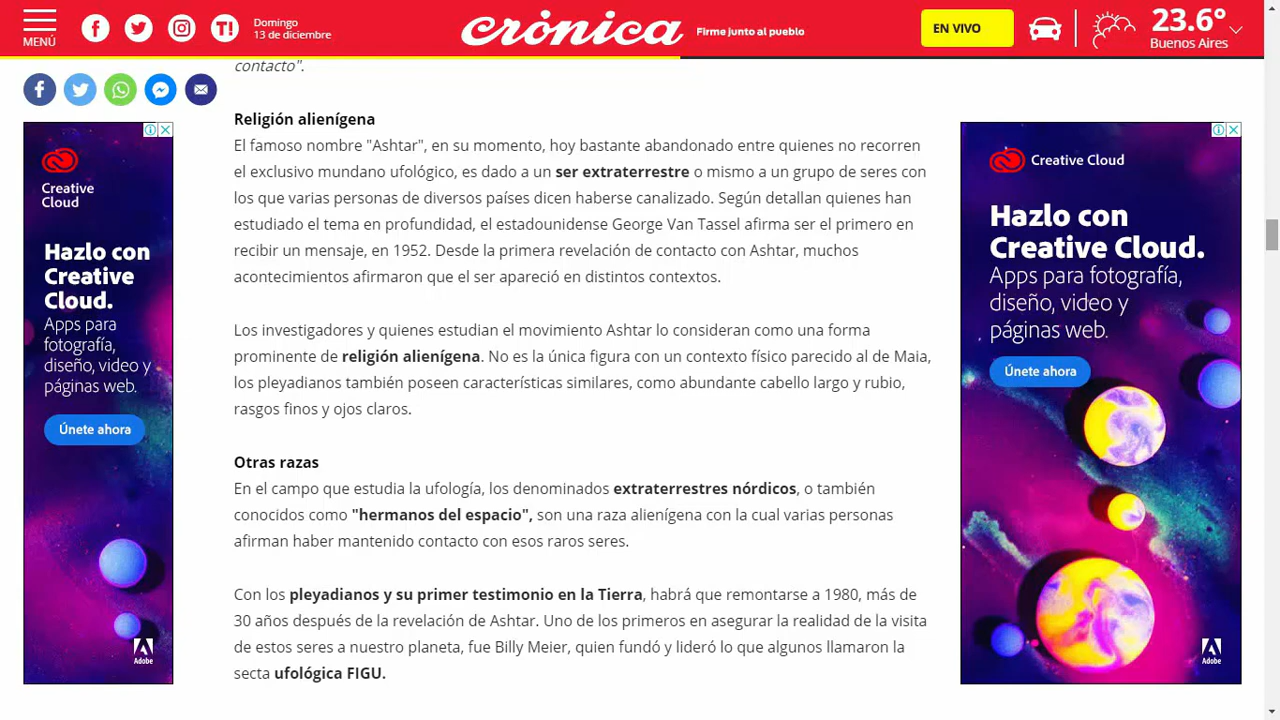 MENÚ
Domingo
13 de diciembre
crónica
Firme junto al pueblo
EN VIVO
23.6°
Buenos Aires
contacto".
Religión alienígena
El famoso nombre "Ashtar", en su momento, hoy bastante abandonado entre quienes no recorren
el exclusivo mundano ufológico, es dado a un ser extraterrestre o mismo a un grupo de seres con
los que varias personas de diversos países dicen haberse canalizado. Según detallan quienes han
estudiado el tema en profundidad, el estadounidense George Van Tassel afirma ser el primero en
recibir un mensaje, en 1952. Desde la primera revelación de contacto con Ashtar, muchos
acontecimientos afirmaron que el ser apareció en distintos contextos.
Los investigadores y quienes estudian el movimiento Ashtar lo consideran como una forma
prominente de religión alienígena. No es la única figura con un contexto físico parecido al de Maia,
los pleyadianos también poseen características similares, como abundante cabello largo y rubio,
rasgos finos y ojos claros.
Otras razas
En el campo que estudia la ufología, los denominados extraterrestres nórdicos, o también
conocidos como "hermanos del espacio", son una raza alienígena con la cual varias personas
afirman haber mantenido contacto con esos raros seres.
Con los pleyadianos y su primer testimonio en la Tierra, habrá que remontarse a 1980, más de
30 años después de la revelación de Ashtar. Uno de los primeros en asegurar la realidad de la visita
de estos seres a nuestro planeta, fue Billy Meier, quien fundó y lideró lo que algunos llamaron la
secta ufológica FIGU.
Creative
Cloud
Hazlo con
Creative
Cloud.
Apps para
fotografía,
diseño, video y
páginas web.
Únete ahora
Adobe
Creative Cloud
Hazlo con
Creative Cloud.
Apps para fotografía,
diseño, video y
páginas web.
Únete ahora
Adobe